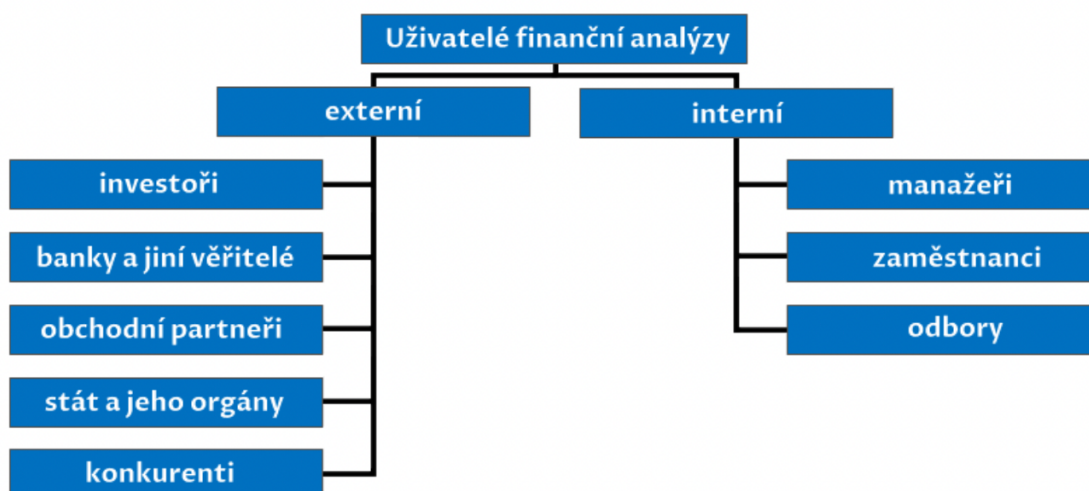 Uživatelé finanční analýzy
externí
interní
investoři
banky a jiní věřitelé
obchodní partneři
stát a jeho orgány
konkurenti
manažeři
zaměstnanci
odbory